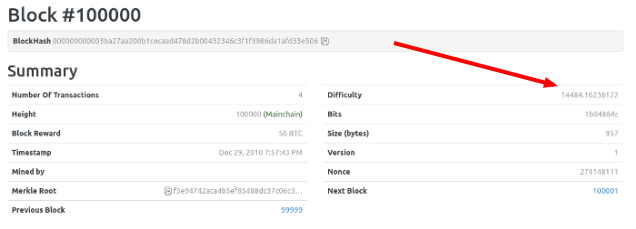 Block #100000
BlockHash 000000000003ba27aa200b1cecaad478d2b00432346c3f1f3986da1afd33e506
Summary
Number Of Transactions 4
Height 100000 (Mainchain)
Block Reward 50 BTC
Timestamp Dec 29, 2010 7:57:43 PM
Mined by
Merkle Root f3e94742aca4b5ef85488dc37c06c3...
Previous Block 99999
Difficulty 14484.16236122
Bits 1b04864c
Size (bytes) 957
Version 1
Nonce 274148111
Next Block 100001